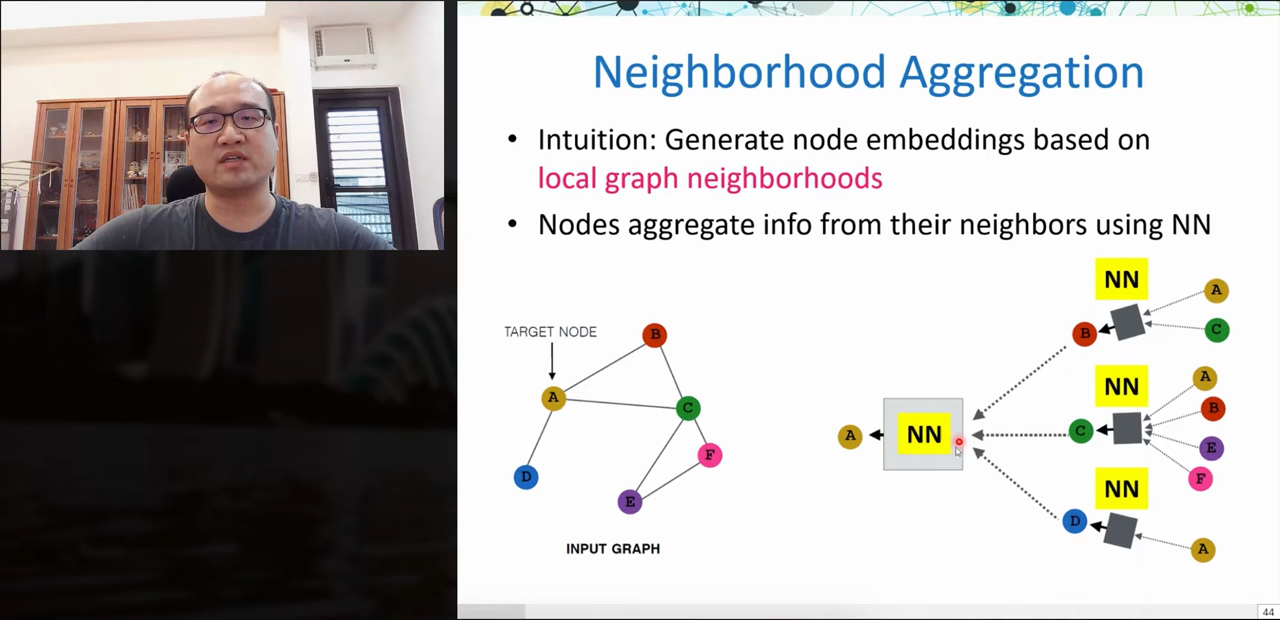 Neighborhood Aggregation
• Intuition: Generate node embeddings based on
local graph neighborhoods
• Nodes aggregate info from their neighbors using NN
TARGET NODE
A
B
C
D
E
F
INPUT GRAPH
A
NN
B
NN
A
C
C
NN
A
B
E
F
D
NN
A
44